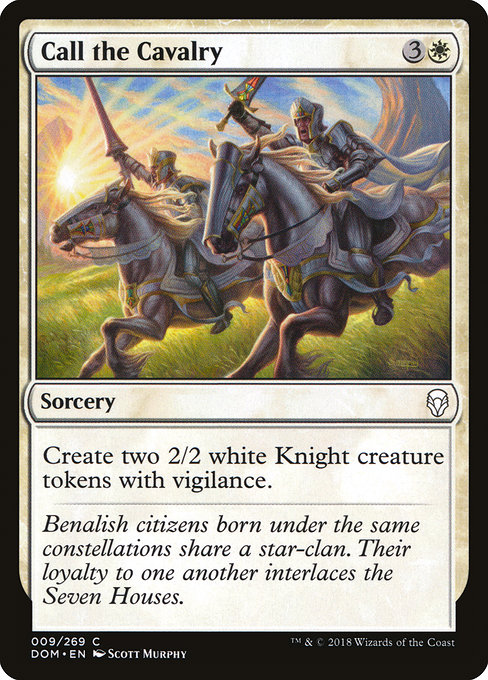 Call the Cavalry 3
Sorcery
Create two 2/2 white Knight creature
tokens with vigilance.
Benalish citizens born under the same
constellations share a star-clan. Their
loyalty to one another interlaces the
Seven Houses.
009/269 C
DOM • EN Scott Murphy
™ & © 2018 Wizards of the Coast